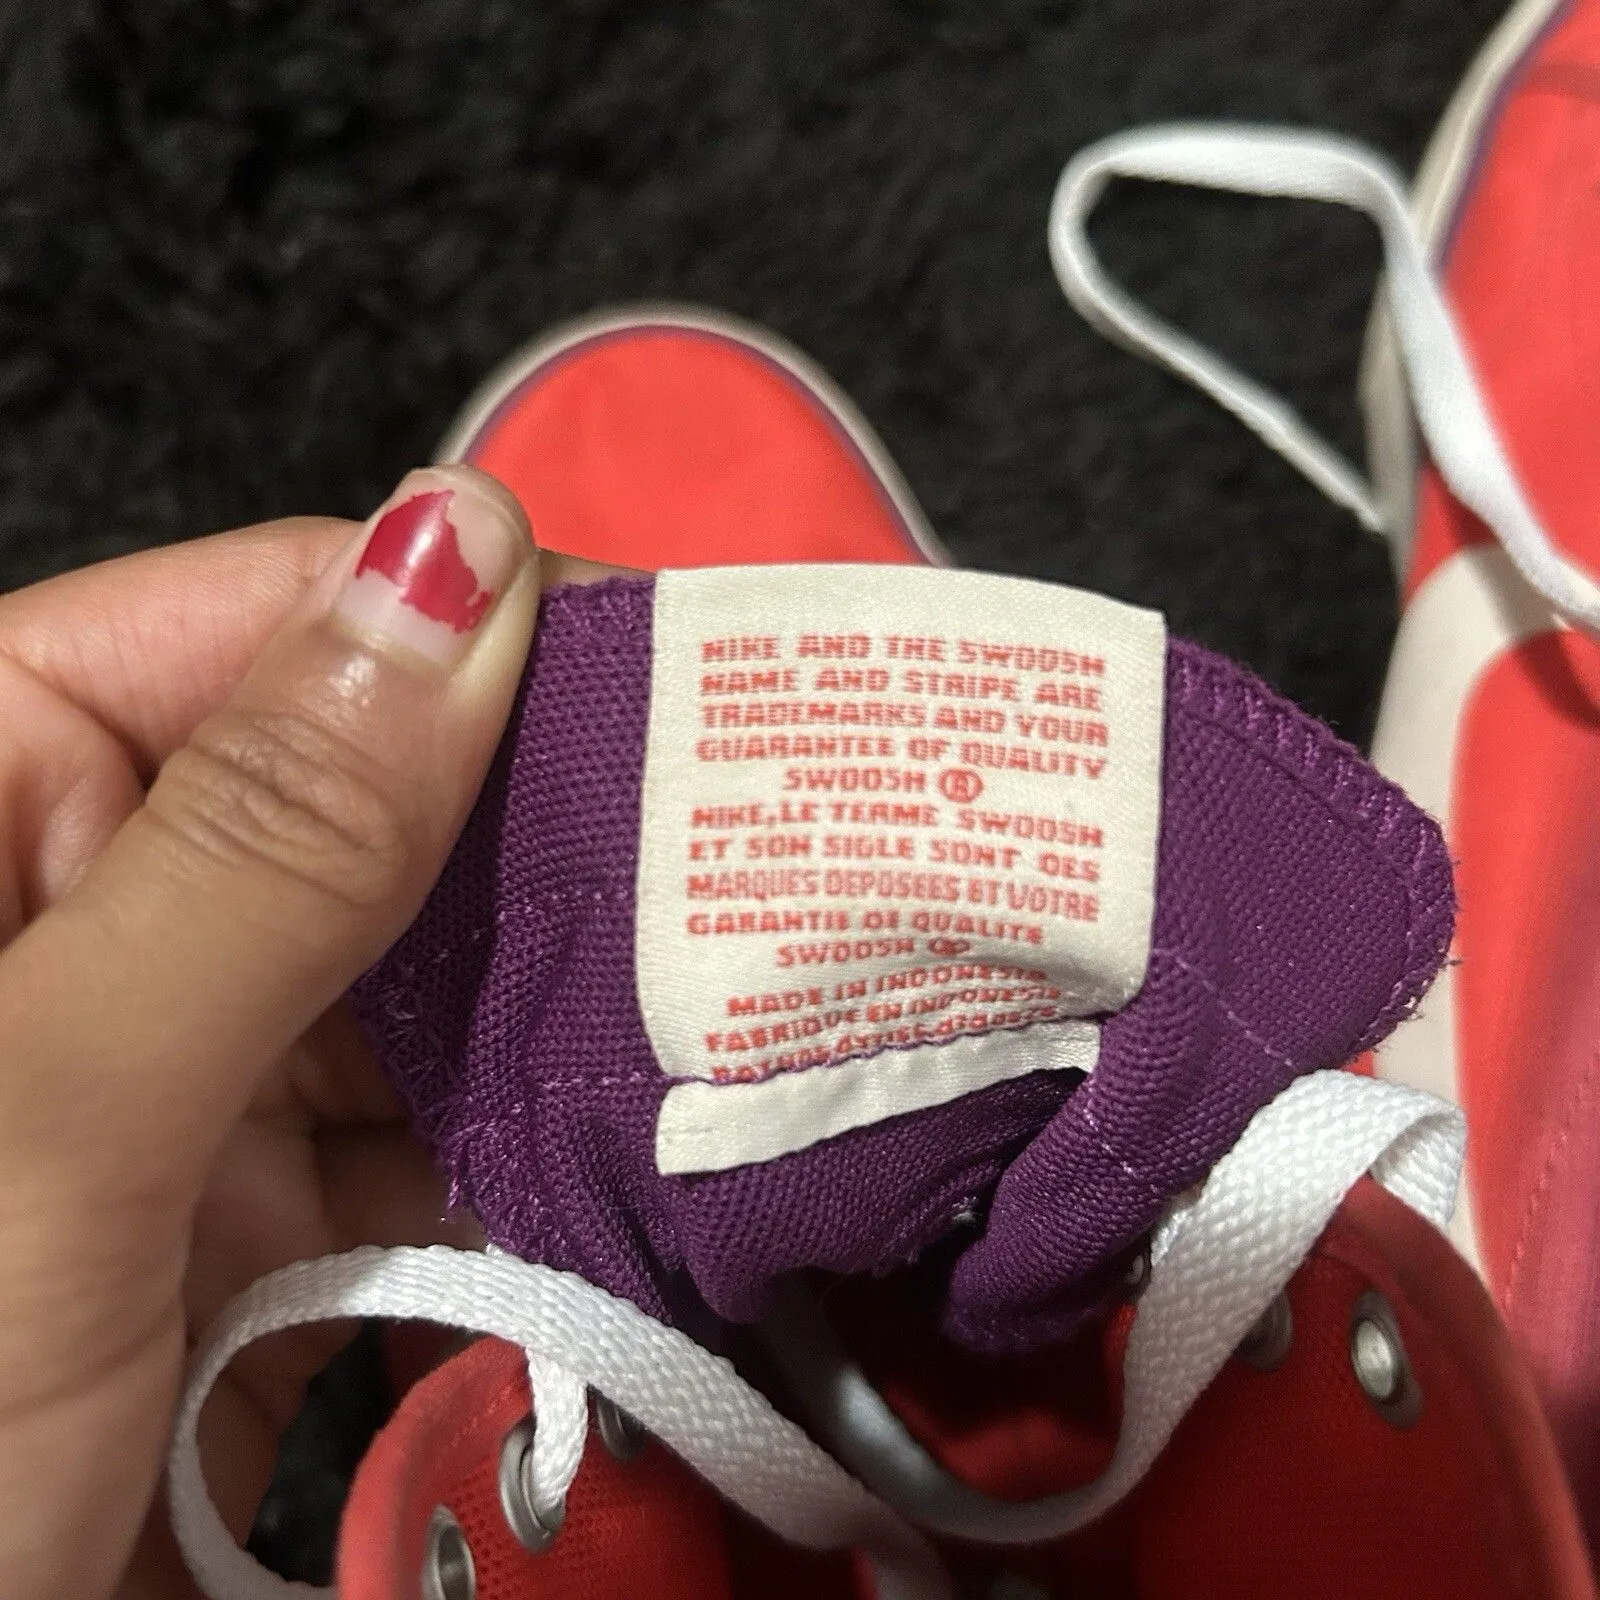 NIKE AND THE SWOOSH
NAME AND STRIPE ARE
TRADEMARKS AND YOUR
GUARANTEE OF QUALITY
SWOOSH ®
NIKE, LE TERME SWOOSH
ET SON SIGLE SONT DES
MARQUES DEPOSEES ET VOTRE
GARANTIE DE QUALITE
SWOOSH ®
MADE IN INDONESIA
FABRIQUE EN INDONESIA